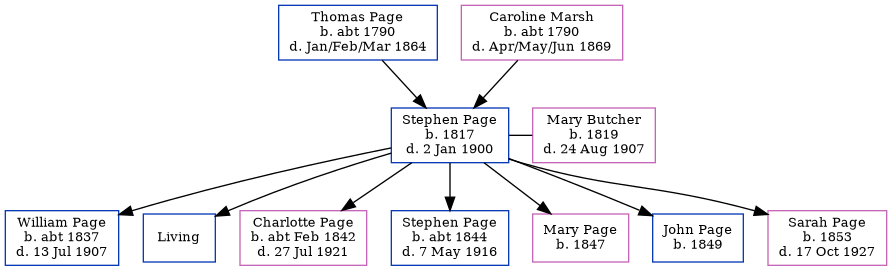 Thomas Page
b. abt 1790
d. Jan/Feb/Mar 1864
Caroline Marsh
b. abt 1790
d. Apr/May/Jun 1869
Stephen Page
b. 1817
d. 2 Jan 1900
Mary Butcher
b. 1819
d. 24 Aug 1907
William Page
b. abt 1837
d. 13 Jul 1907
Living
Charlotte Page
b. abt Feb 1842
d. 27 Jul 1921
Stephen Page
b. abt 1844
d. 7 May 1916
Mary Page
b. 1847
John Page
b. 1849
Sarah Page
b. 1853
d. 17 Oct 1927